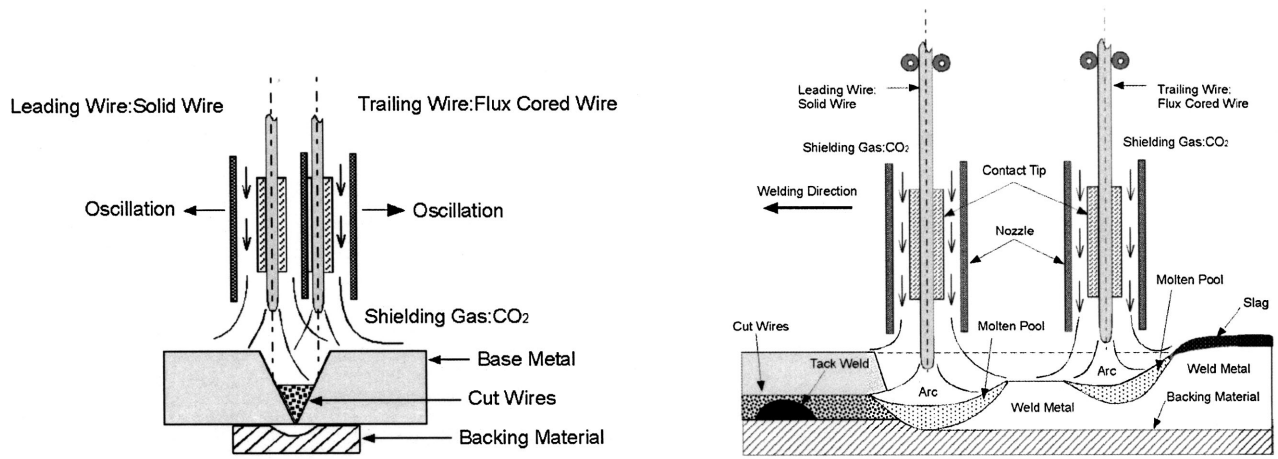 Leading Wire:Solid Wire
Trailing Wire:Flux Cored Wire
Oscillation
Oscillation
Shielding Gas:CO₂
Base Metal
Cut Wires
Backing Material
Leading Wire:
Solid Wire
Trailing Wire:
Flux Cored Wire
Shielding Gas:CO₂
Shielding Gas:CO₂
Contact Tip
Welding Direction
Nozzle
Molten Pool
Slag
Cut Wires
Molten Pool
Tack Weld
Arc
Arc
Weld Metal
Weld Metal
Backing Material